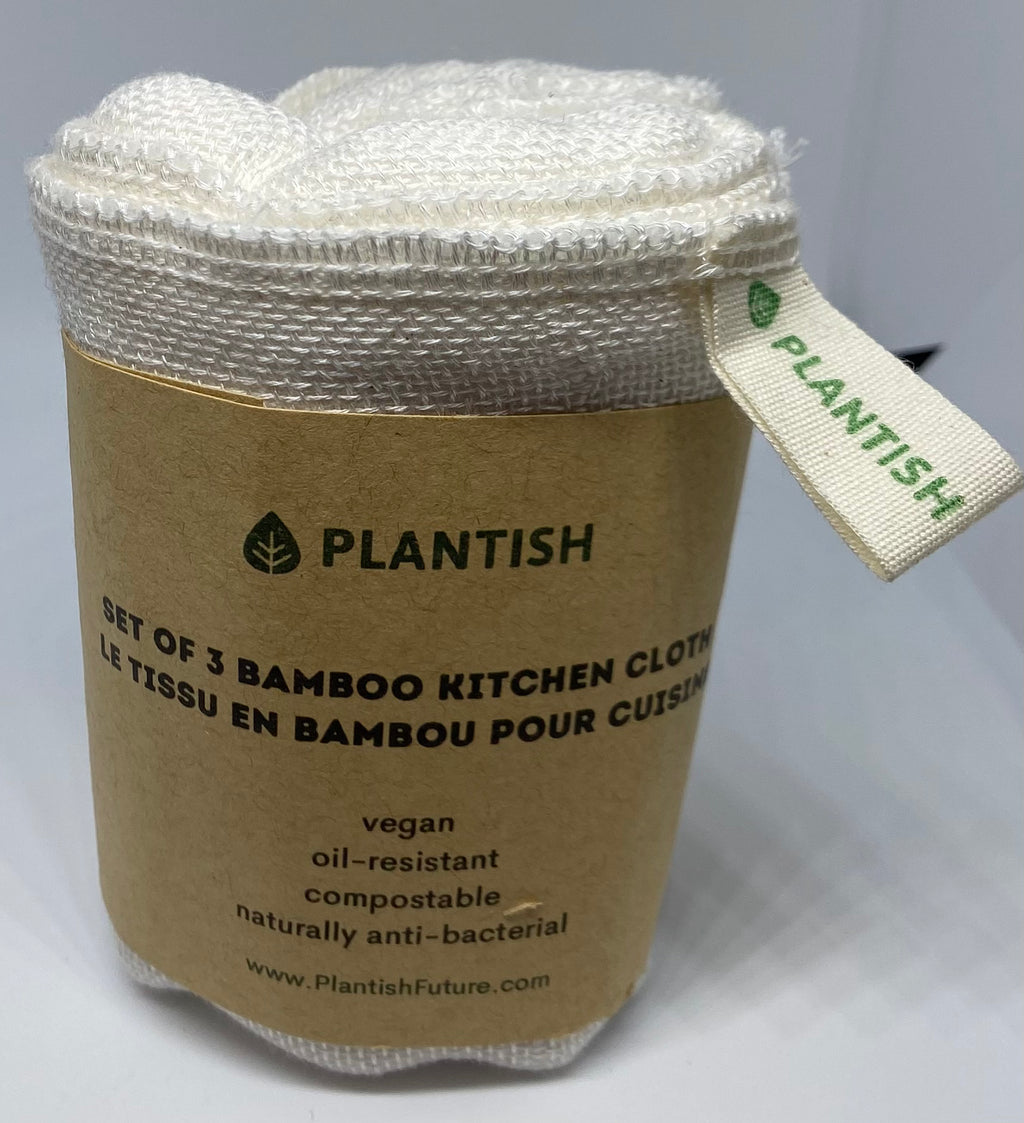 PLANTISH
PLANTISH
SET OF 3 BAMBOO KITCHEN CLOTH
LE TISSU EN BAMBOU POUR CUISINE
vegan
oil-resistant
compostable
naturally anti-bacterial
www.PlantishFuture.com